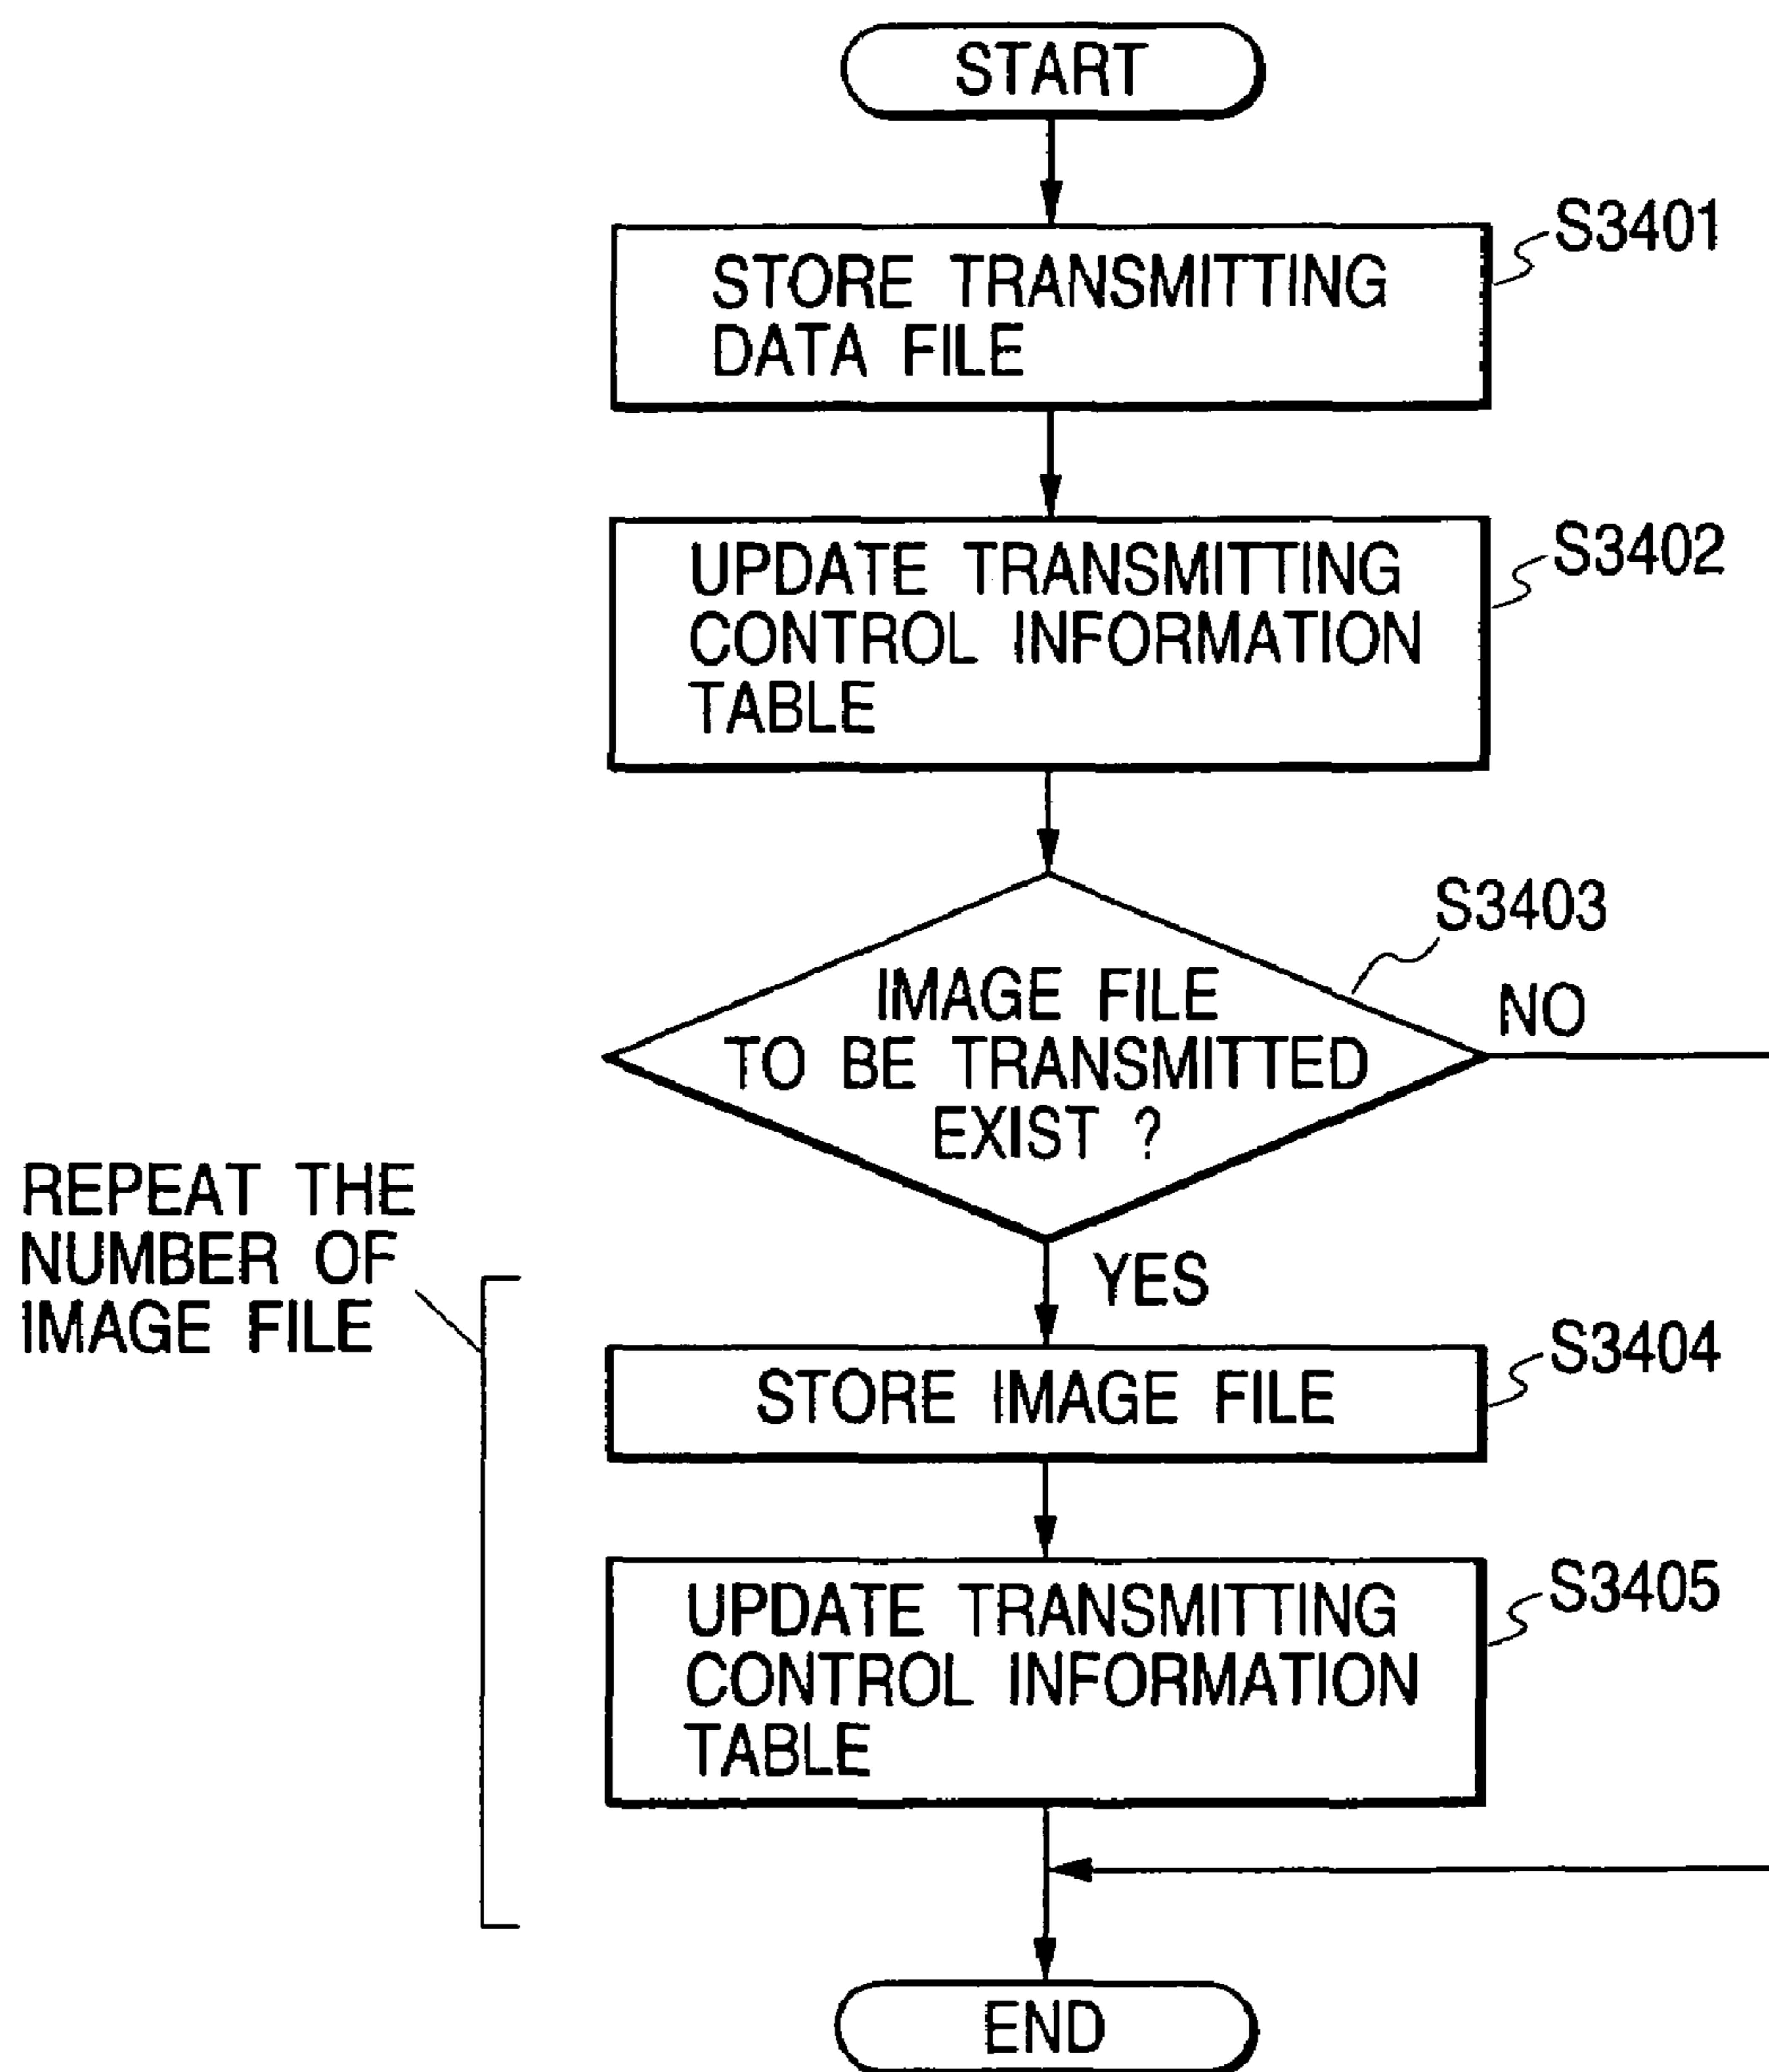 START
S3401
STORE TRANSMITTING
DATA FILE
S3402
UPDATE TRANSMITTING
CONTROL INFORMATION
TABLE
S3403
IMAGE FILE
TO BE TRANSMITTED
EXIST ?
NO
YES
REPEAT THE
NUMBER OF
IMAGE FILE
S3404
STORE IMAGE FILE
S3405
UPDATE TRANSMITTING
CONTROL INFORMATION
TABLE
END